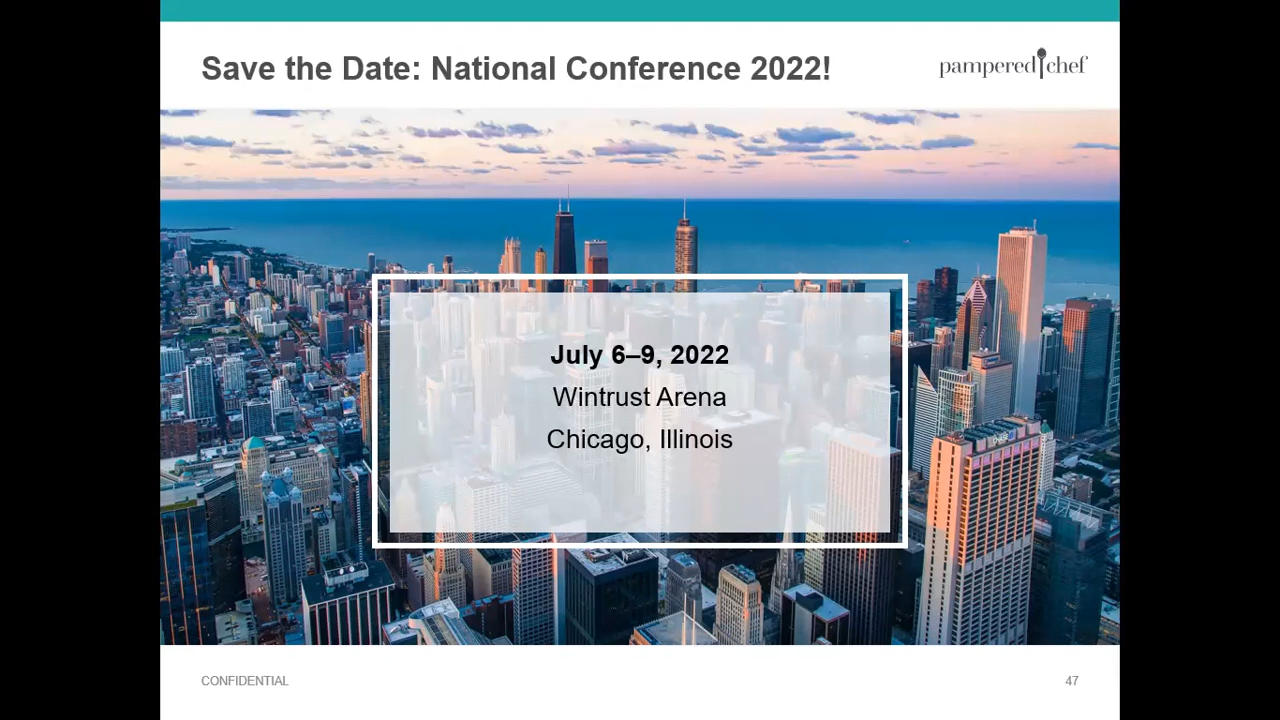 Save the Date: National Conference 2022!
pampered chef
July 6–9, 2022
Wintrust Arena
Chicago, Illinois
CONFIDENTIAL
47